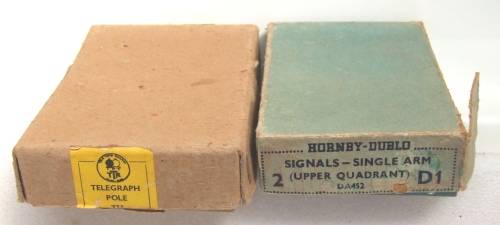 TELEGRAPH
POLE
HORNBY-DUBLO
SIGNALS - SINGLE ARM
2 (UPPER QUADRANT) D1
DA452